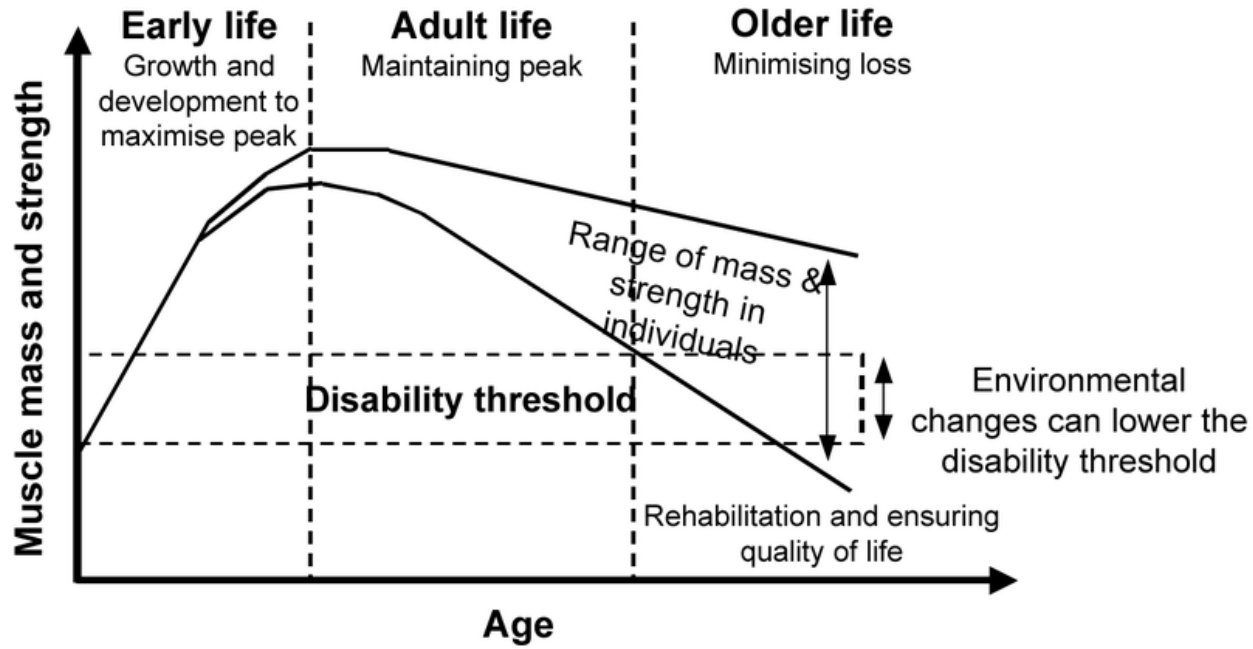 Early life
Growth and
development to
maximise peak
Adult life
Maintaining peak
Older life
Minimising loss
Muscle mass and strength
Range of mass &
strength in
individuals
Disability threshold
Environmental
changes can lower the
disability threshold
Rehabilitation and ensuring
quality of life
Age